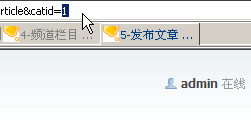 rticle&catid=1
4-频道栏目 ... 5-发布文章 ...
admin 在线